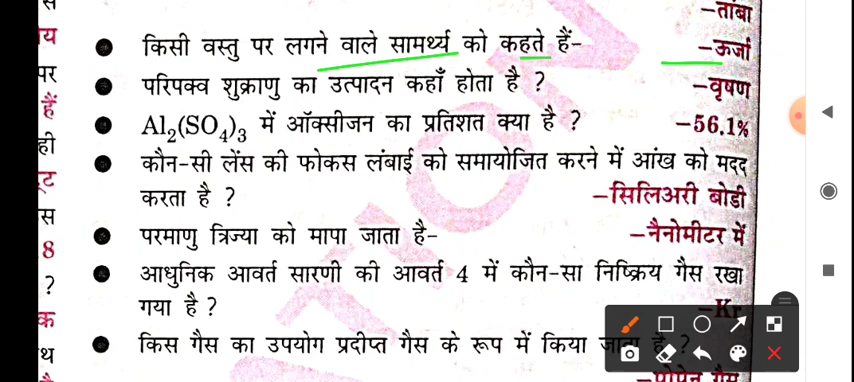 स
–तांबा
य
● किसी वस्तु पर लगने वाले सामर्थ्य को कहते हैं- –ऊर्जा
पर
● परिपक्व शुक्राणु का उत्पादन कहाँ होता है ? –वृषण
हैं
● Al₂(SO₄)₃ में ऑक्सीजन का प्रतिशत क्या है ? –56.1%
ही
● कौन-सी लेंस की फोकस लंबाई को समायोजित करने में आंख को मदद
करता है ? –सिलिअरी बोडी
स
● परमाणु त्रिज्या को मापा जाता है- –नैनोमीटर में
8
● आधुनिक आवर्त सारणी की आवर्त 4 में कौन-सा निष्क्रिय गैस रखा
?
गया है ? –Kr
क
● किस गैस का उपयोग प्रदीप्त गैस के रूप में किया जाता है ?
थ